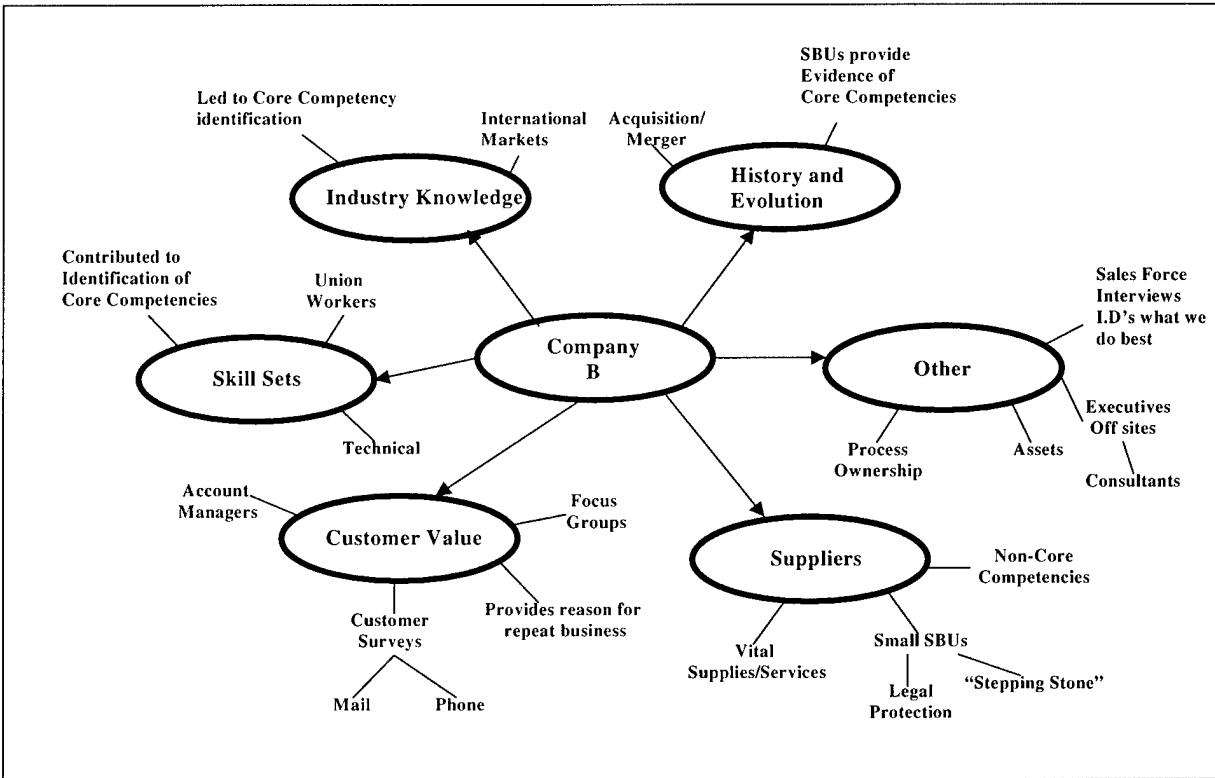 Led to Core Competency
identification
International
Markets
Industry Knowledge
SBUs provide
Evidence of
Core Competencies
Acquisition/
Merger
History and
Evolution
Contributed to
Identification of
Core Competencies
Union
Workers
Skill Sets
Technical
Company
B
Sales Force
Interviews
I.D's what we
do best
Other
Executives
Off sites
Consultants
Process
Ownership
Assets
Account
Managers
Focus
Groups
Customer Value
Customer
Surveys
Mail
Phone
Provides reason for
repeat business
Suppliers
Non-Core
Competencies
Vital
Supplies/Services
Small SBUs
Legal
Protection
“Stepping Stone”